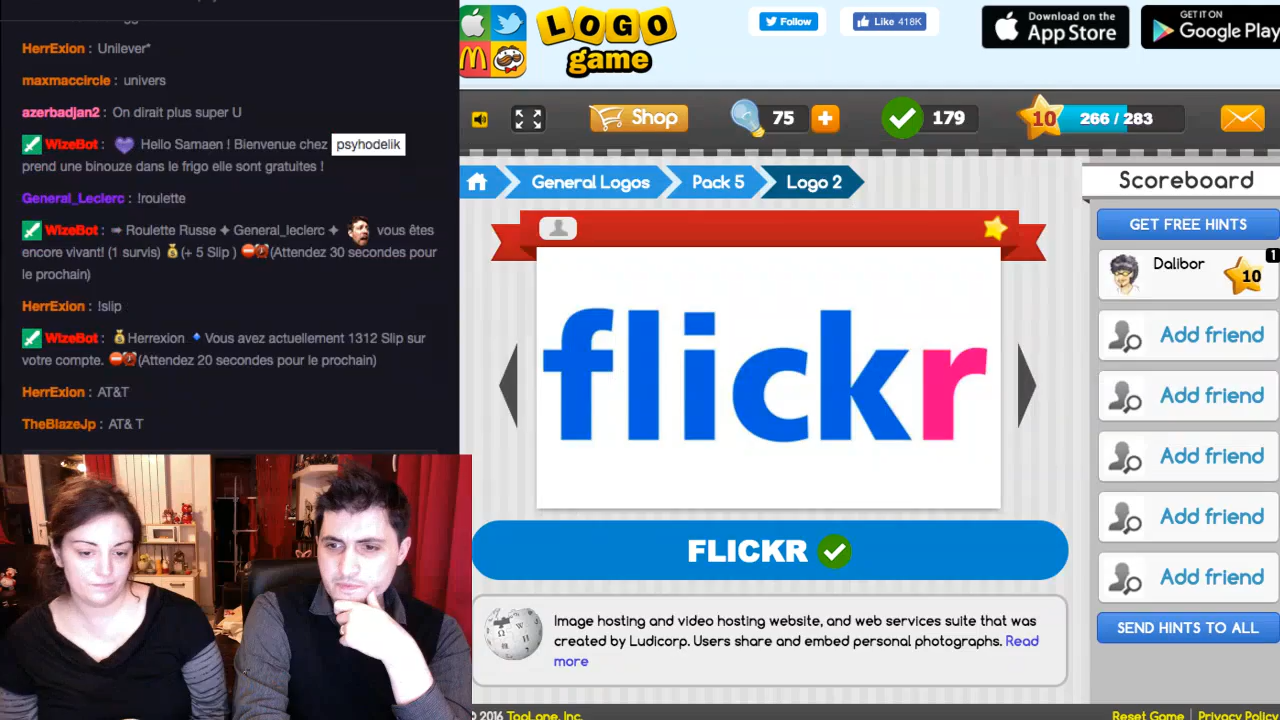 HerrExion : Unilever*
maxmaccircle : univers
azerbadjan2 : On dirait plus super U
WizeBot : Hello Samaen ! Bienvenue chez psyhodelik
prend une binouze dans le frigo elle sont gratuites !
General_Leclerc : !roulette
WizeBot : Roulette Russe ✦ General_leclerc ✦ vous êtes
encore vivant! (1 survis) (+ 5 Slip ) (Attendez 30 secondes pour
le prochain)
HerrExion : !slip
WizeBot : Herrexion Vous avez actuellement 1312 Slip sur
votre compte. (Attendez 20 secondes pour le prochain)
HerrExion : AT&T
TheBlazeJp : AT& T
LOGO
game
Follow
Like 418K
Download on the
App Store
GET IT ON
Google Play
Shop
75
179
10
266 / 283
General Logos
Pack 5
Logo 2
flickr
FLICKR
Image hosting and video hosting website, and web services suite that was
created by Ludicorp. Users share and embed personal photographs. Read
more
Scoreboard
GET FREE HINTS
Dalibor
1
10
Add friend
Add friend
Add friend
Add friend
Add friend
SEND HINTS TO ALL
2016 TapLane, Inc.
Reset Game | Privacy Policy